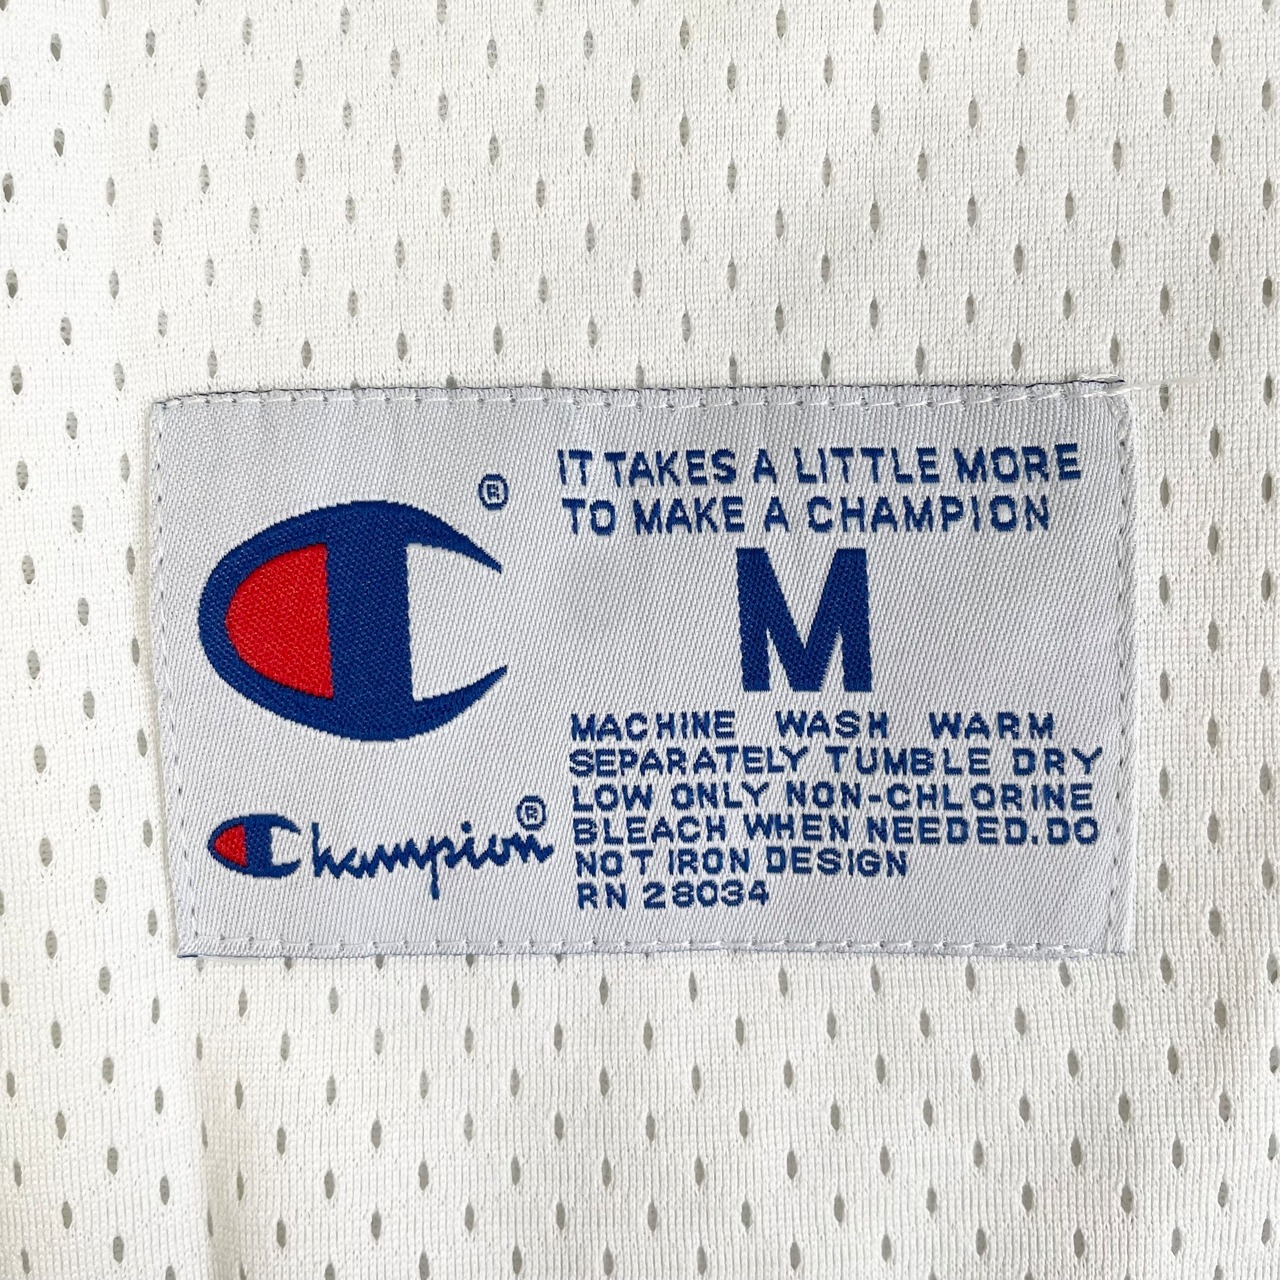 IT TAKES A LITTLE MORE
TO MAKE A CHAMPION
®
M
MACHINE WASH WARM
SEPARATELY TUMBLE DRY
LOW ONLY NON-CHLORINE
BLEACH WHEN NEEDED.DO
NOT IRON DESIGN
RN 28034
Champion®